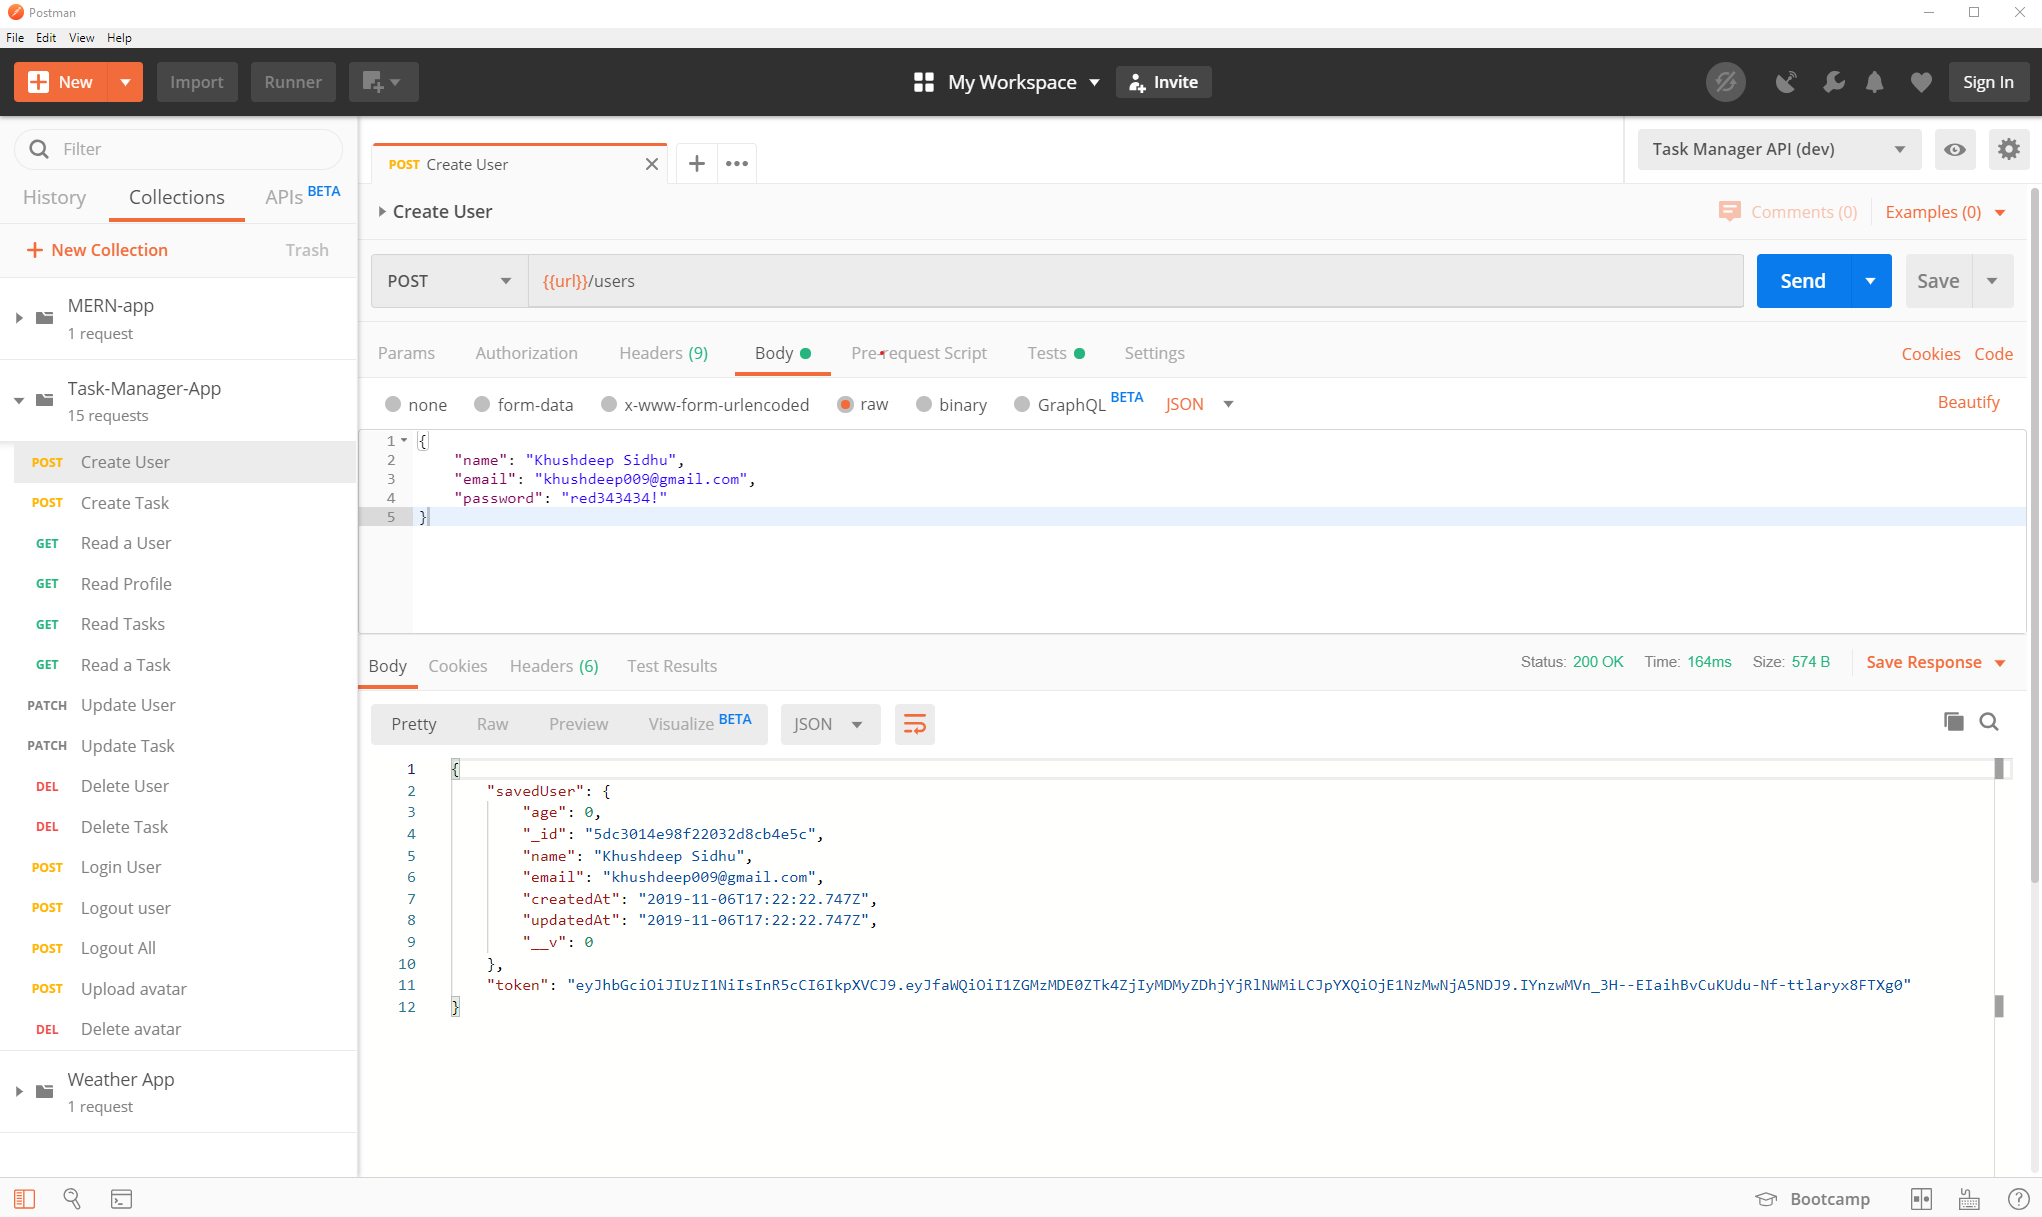 Postman
File Edit View Help
New Import Runner My Workspace Invite Sign In
Filter
History Collections APIs BETA
New Collection Trash
MERN-app
1 request
Task-Manager-App
15 requests
POST Create User
POST Create Task
GET Read a User
GET Read Profile
GET Read Tasks
GET Read a Task
PATCH Update User
PATCH Update Task
DEL Delete User
DEL Delete Task
POST Login User
POST Logout user
POST Logout All
POST Upload avatar
DEL Delete avatar
Weather App
1 request
POST Create User
Task Manager API (dev)
Create User Comments (0) Examples (0)
POST {{url}}/users Send Save
Params Authorization Headers (9) Body Pre-request Script Tests Settings Cookies Code
none form-data x-www-form-urlencoded raw binary GraphQL BETA JSON Beautify
1 {
2 "name": "Khushdeep Sidhu",
3 "email": "khushdeep009@gmail.com",
4 "password": "red343434!"
5 }
Body Cookies Headers (6) Test Results Status: 200 OK Time: 164ms Size: 574 B Save Response
Pretty Raw Preview Visualize BETA JSON
1 {
2 "savedUser": {
3 "age": 0,
4 "_id": "5dc3014e98f22032d8cb4e5c",
5 "name": "Khushdeep Sidhu",
6 "email": "khushdeep009@gmail.com",
7 "createdAt": "2019-11-06T17:22:22.747Z",
8 "updatedAt": "2019-11-06T17:22:22.747Z",
9 "__v": 0
10 },
11 "token": "eyJhbGciOiJIUzI1NiIsInR5cCI6IkpXVCJ9.eyJfaWQiOiI1ZGMzMDE0ZTk4ZjIyMDMyZDhjYjRlNWMiLCJpYXQiOjE1NzMwNjA5NDJ9.IYnzwMVn_3H--EIaihBvCuKUdu-Nf-ttlaryx8FTXg0"
12 }
Bootcamp